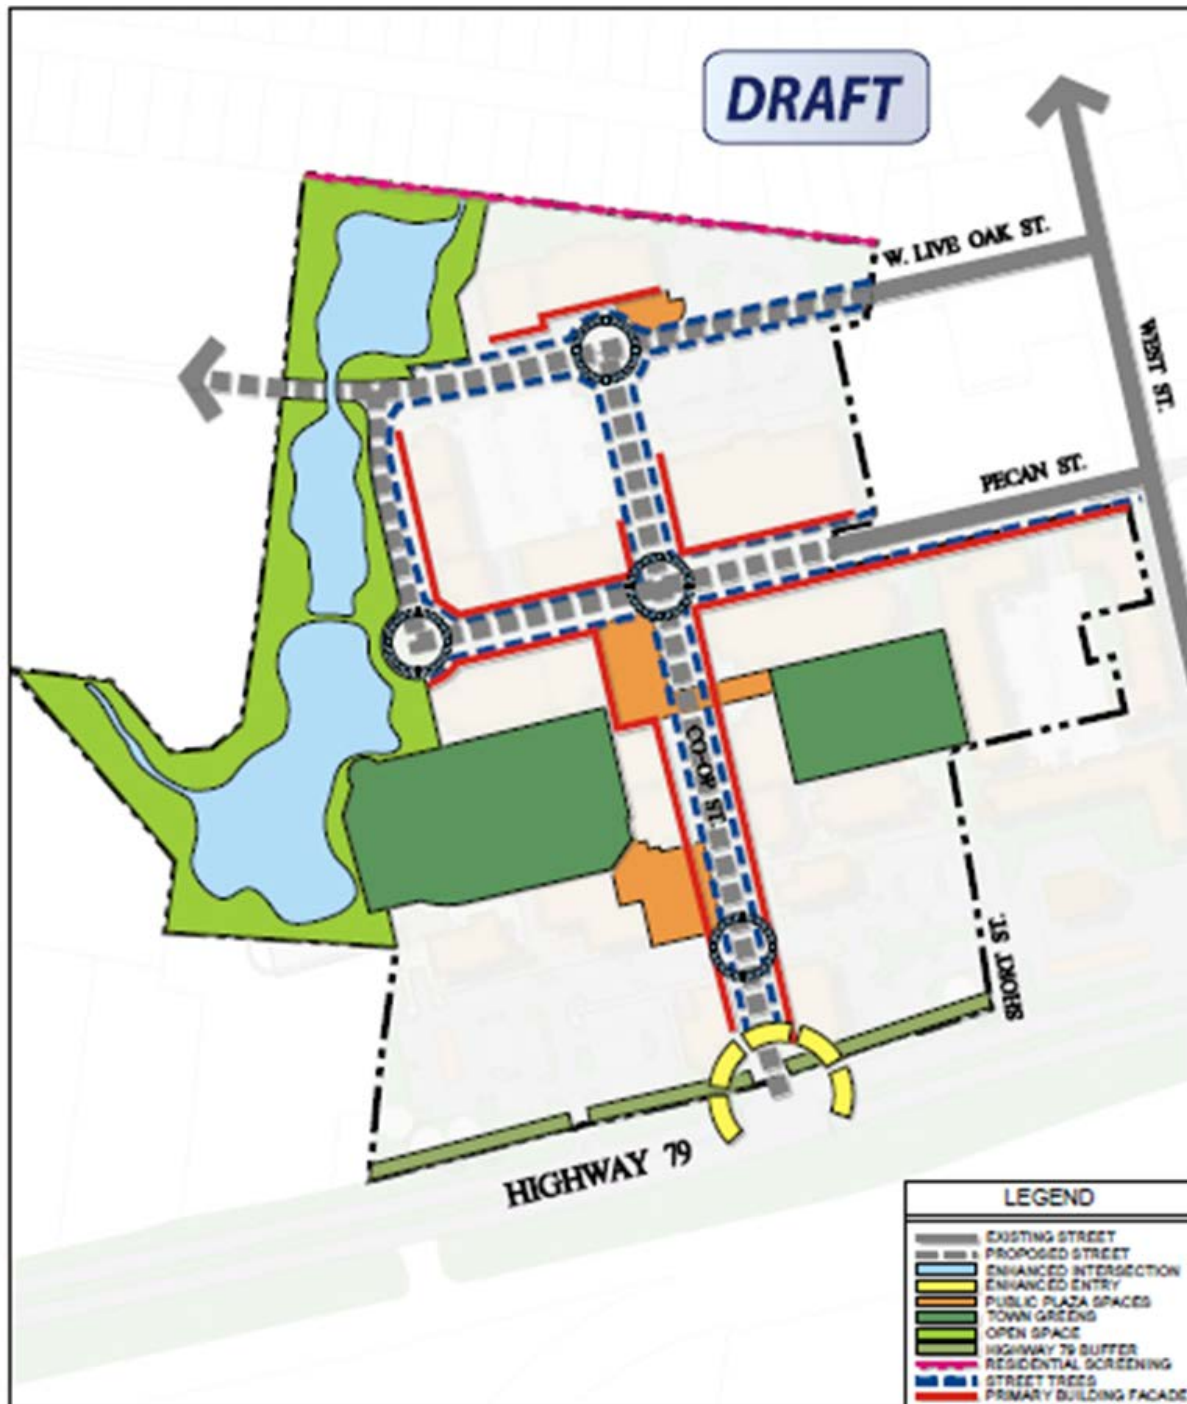 DRAFT
W. LIVE OAK ST.
WEST ST.
PECAN ST.
CO-OP ST.
SHORT ST.
HIGHWAY 79
LEGEND
EXISTING STREET
PROPOSED STREET
ENHANCED INTERSECTION
ENHANCED ENTRY
PUBLIC PLAZA SPACES
TOWN GREENS
OPEN SPACE
HIGHWAY 79 BUFFER
RESIDENTIAL SCREENING
STREET TREES
PRIMARY BUILDING FACADE